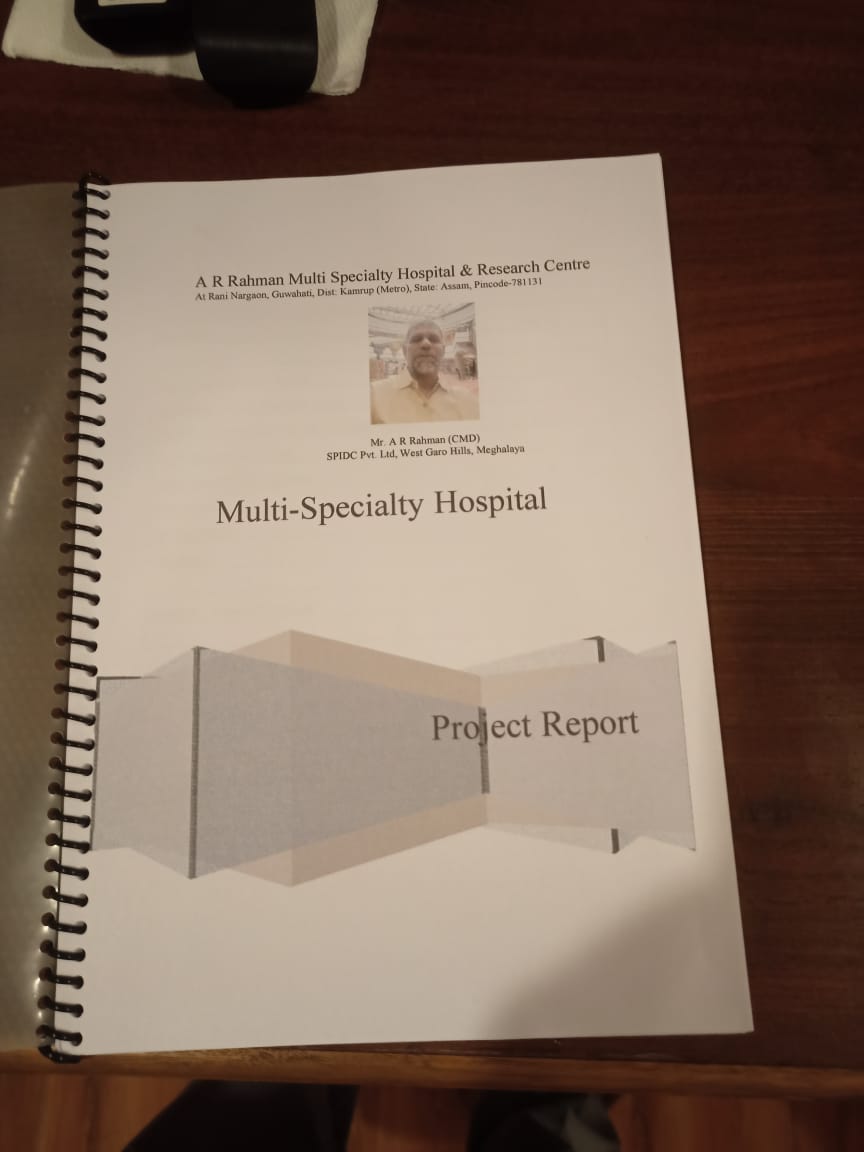 A R Rahman Multi Specialty Hospital & Research Centre
At Rani Nargaon, Guwahati, Dist: Kamrup (Metro), State: Assam, Pincode-781131
Mr. A R Rahman (CMD)
SPIDC Pvt. Ltd, West Garo Hills, Meghalaya
Multi-Specialty Hospital
Project Report